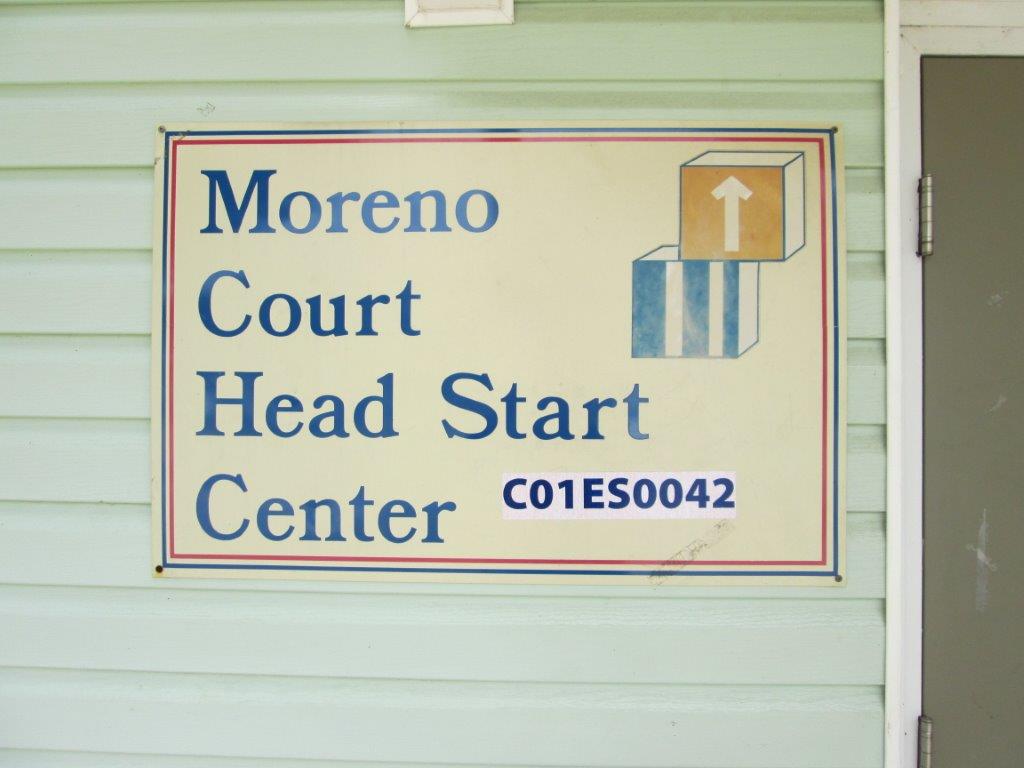 Moreno
Court
Head Start
Center
C01ES0042